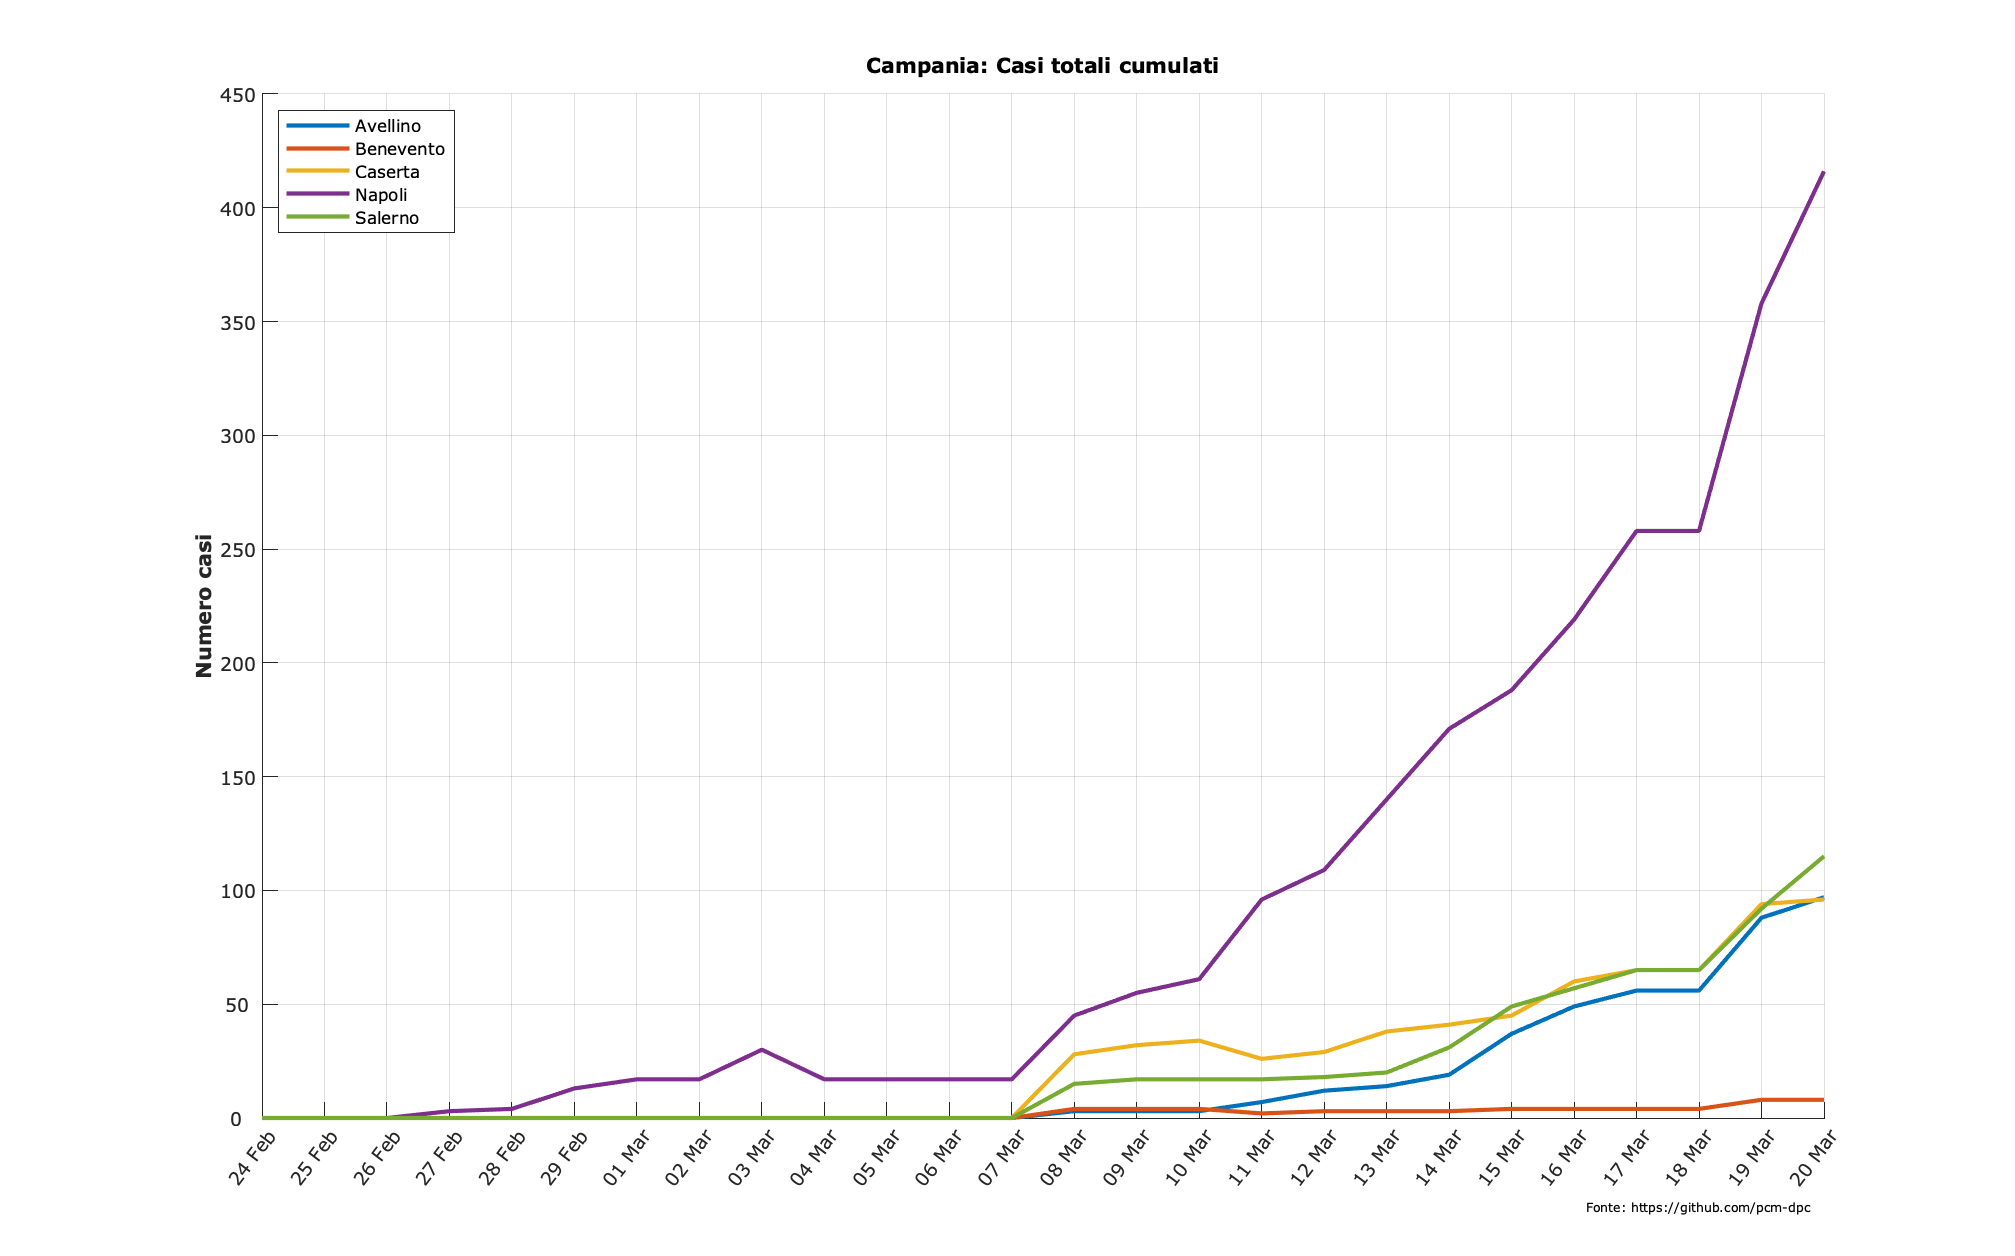 Campania: Casi totali cumulati
Avellino
Benevento
Caserta
Napoli
Salerno
Numero casi
450
400
350
300
250
200
150
100
50
0
24 Feb
25 Feb
26 Feb
27 Feb
28 Feb
29 Feb
01 Mar
02 Mar
03 Mar
04 Mar
05 Mar
06 Mar
07 Mar
08 Mar
09 Mar
10 Mar
11 Mar
12 Mar
13 Mar
14 Mar
15 Mar
16 Mar
17 Mar
18 Mar
19 Mar
20 Mar
Fonte: https://github.com/pcm-dpc